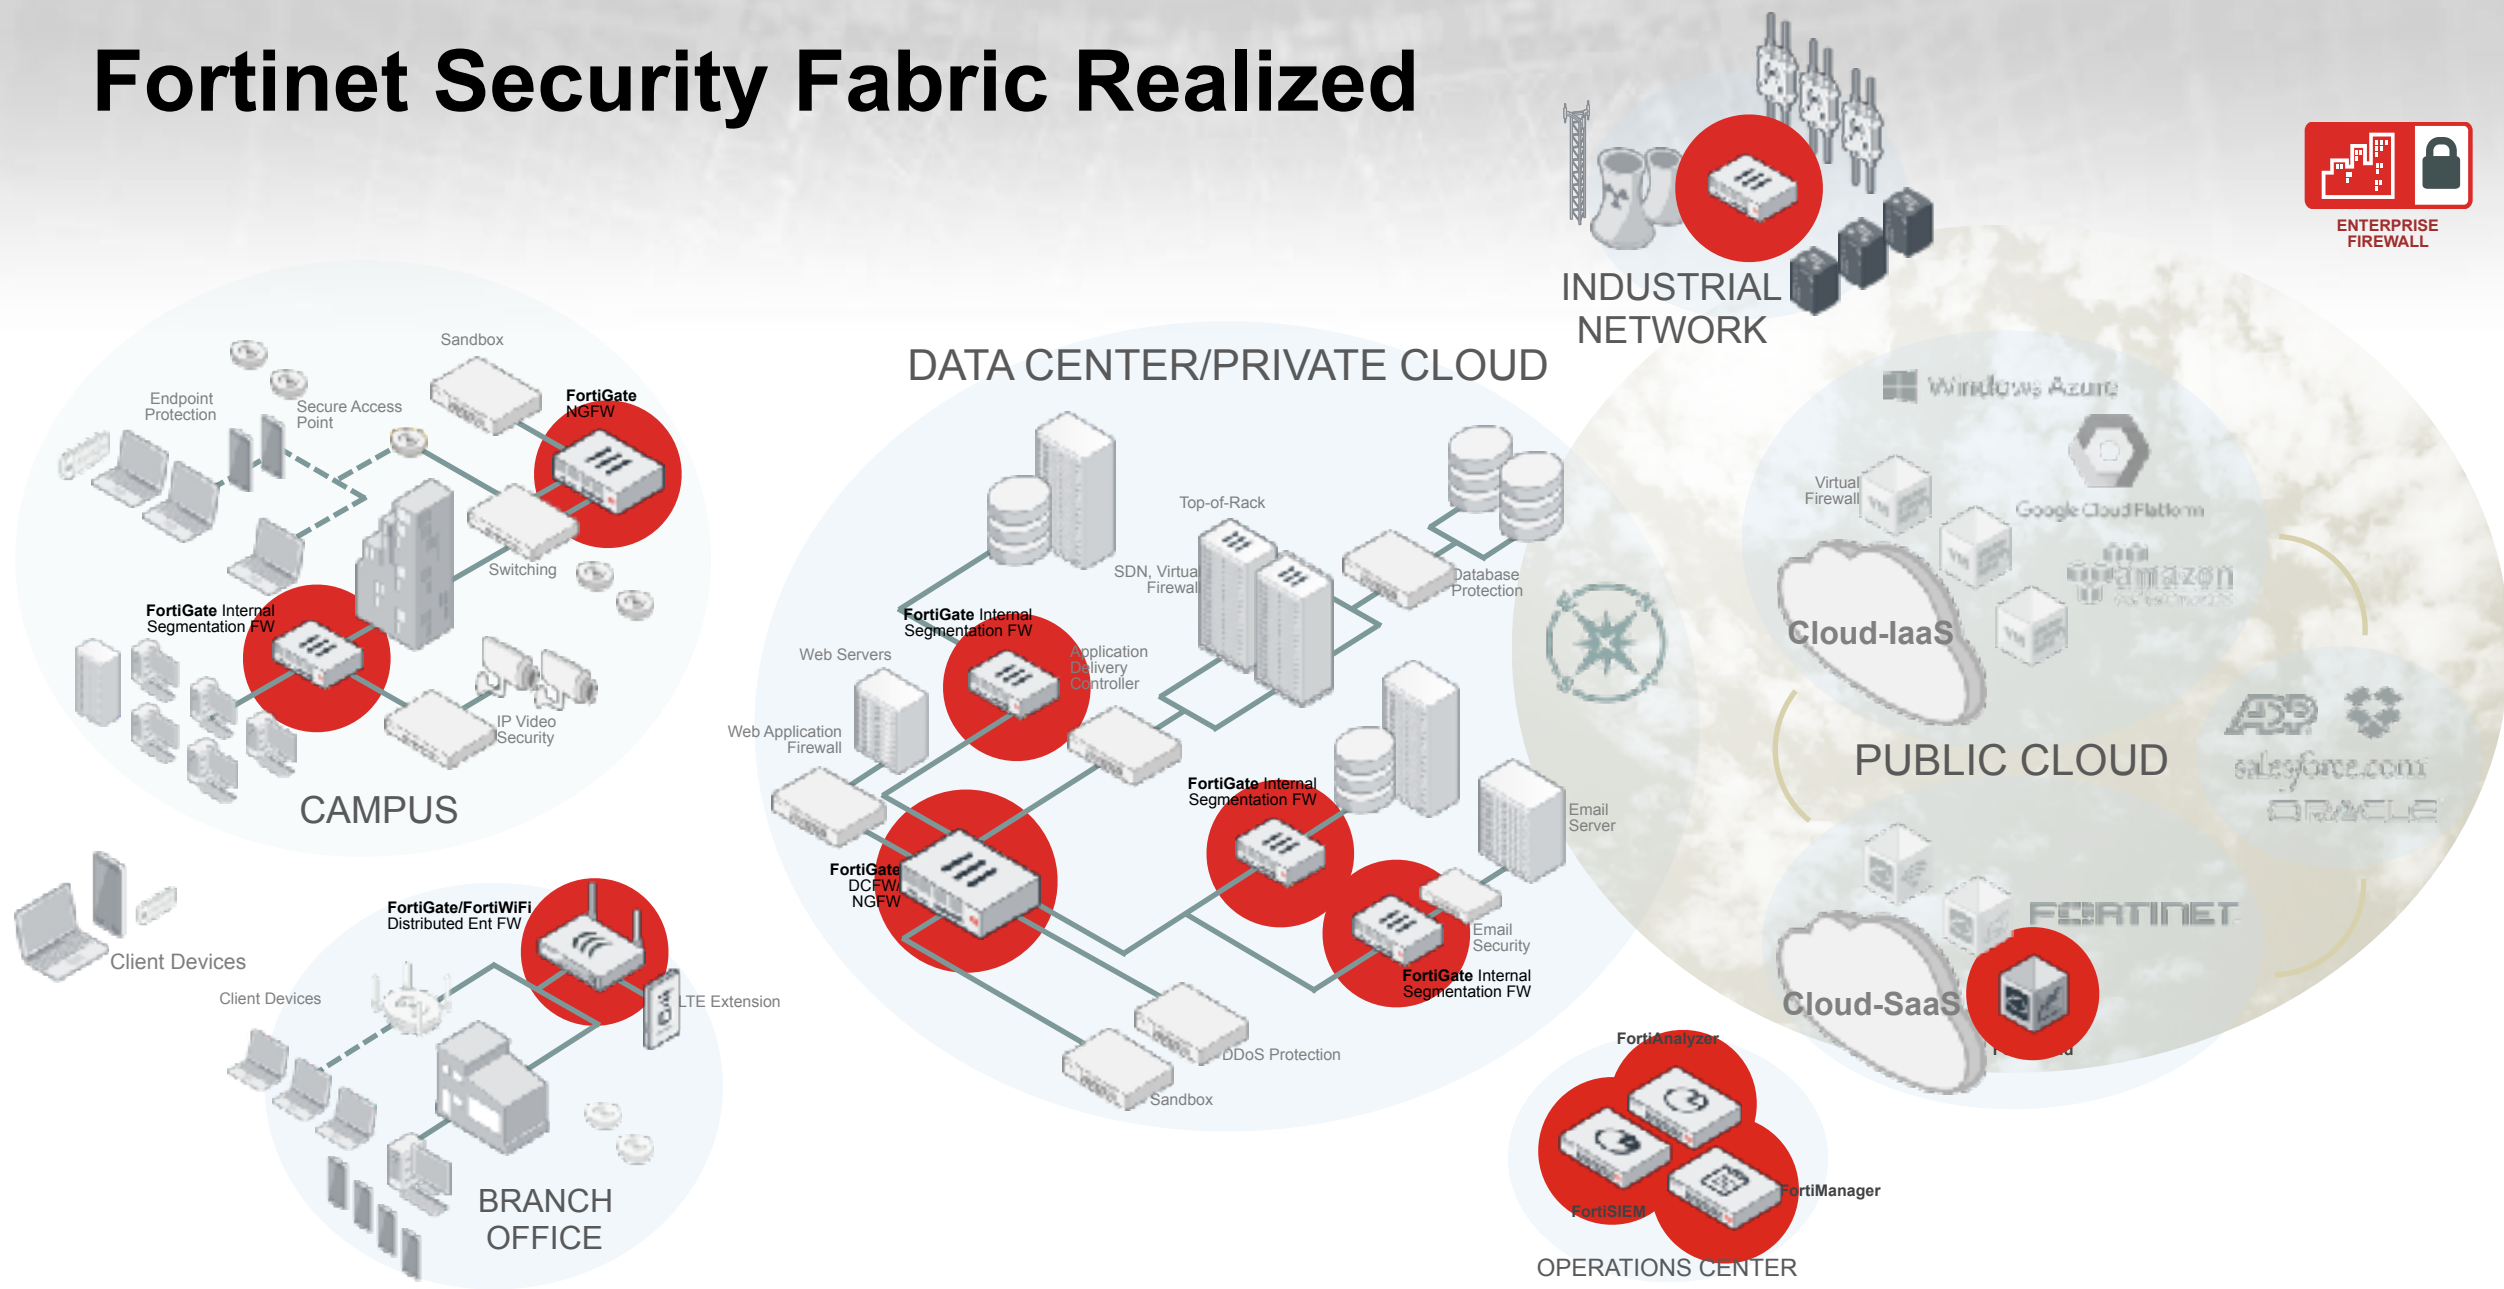 Fortinet Security Fabric Realized
ENTERPRISE
FIREWALL
INDUSTRIAL
NETWORK
Sandbox
FortiGate
NGFW
Endpoint
Protection
Secure Access
Point
Switching
FortiGate Internal
Segmentation FW
IP Video
Security
CAMPUS
DATA CENTER/PRIVATE CLOUD
Top-of-Rack
SDN, Virtual
Firewall
Database
Protection
FortiGate Internal
Segmentation FW
Web Servers
Application
Delivery
Controller
Web Application
Firewall
FortiGate Internal
Segmentation FW
Email
Server
FortiGate
DCFW/
NGFW
Email
Security
FortiGate Internal
Segmentation FW
DDoS Protection
Sandbox
Windows Azure
Virtual
Firewall
VM
Google Cloud Platform
VM
amazon
VM
Cloud-IaaS
ADP
PUBLIC CLOUD
salesforce.com
ORACLE
FORTINET
Cloud-SaaS
Client Devices
FortiGate/FortiWiFi
Distributed Ent FW
Client Devices
LTE Extension
BRANCH
OFFICE
FortiAnalyzer
FortiManager
FortiSIEM
OPERATIONS CENTER